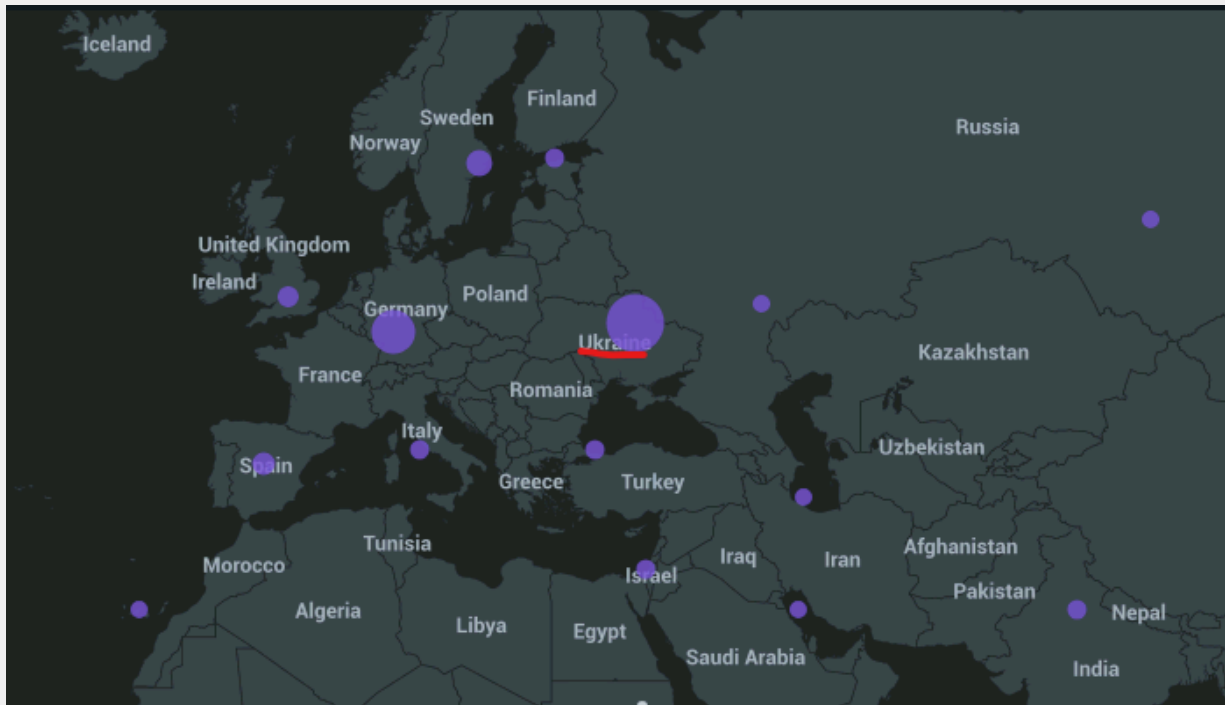 Iceland
Finland
Sweden
Russia
Norway
United Kingdom
Ireland
Poland
Germany
Ukraine
Kazakhstan
France
Romania
Italy
Uzbekistan
Spain
Greece
Turkey
Tunisia
Afghanistan
Iraq
Iran
Morocco
Israel
Pakistan
Algeria
Nepal
Libya
Egypt
Saudi Arabia
India